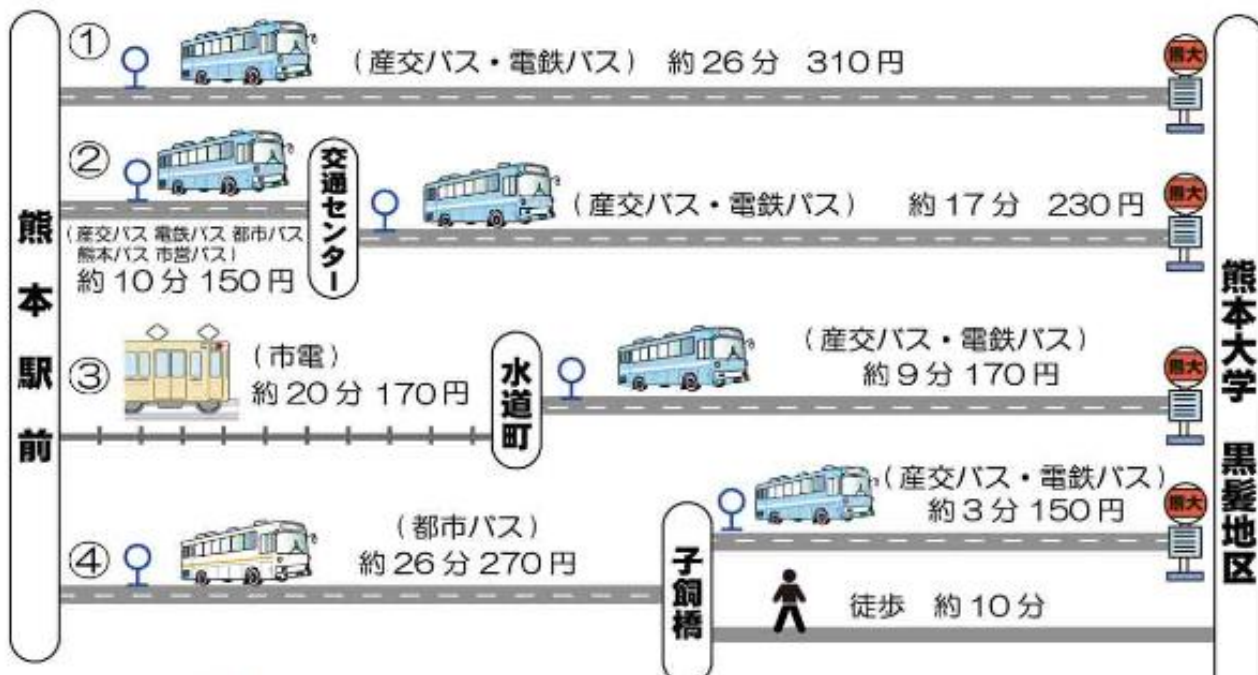 熊本駅前
①
(産交バス・電鉄バス) 約26分 310円
熊大
②
(産交バス 電鉄バス 都市バス
熊本バス 市営バス)
約10分 150円
交通センター
(産交バス・電鉄バス) 約17分 230円
熊大
③
(市電)
約20分 170円
水道町
(産交バス・電鉄バス)
約9分 170円
熊大
④
(都市バス)
約26分 270円
子飼橋
(産交バス・電鉄バス)
約3分 150円
熊大
徒歩 約10分
熊本大学 黒髪地区